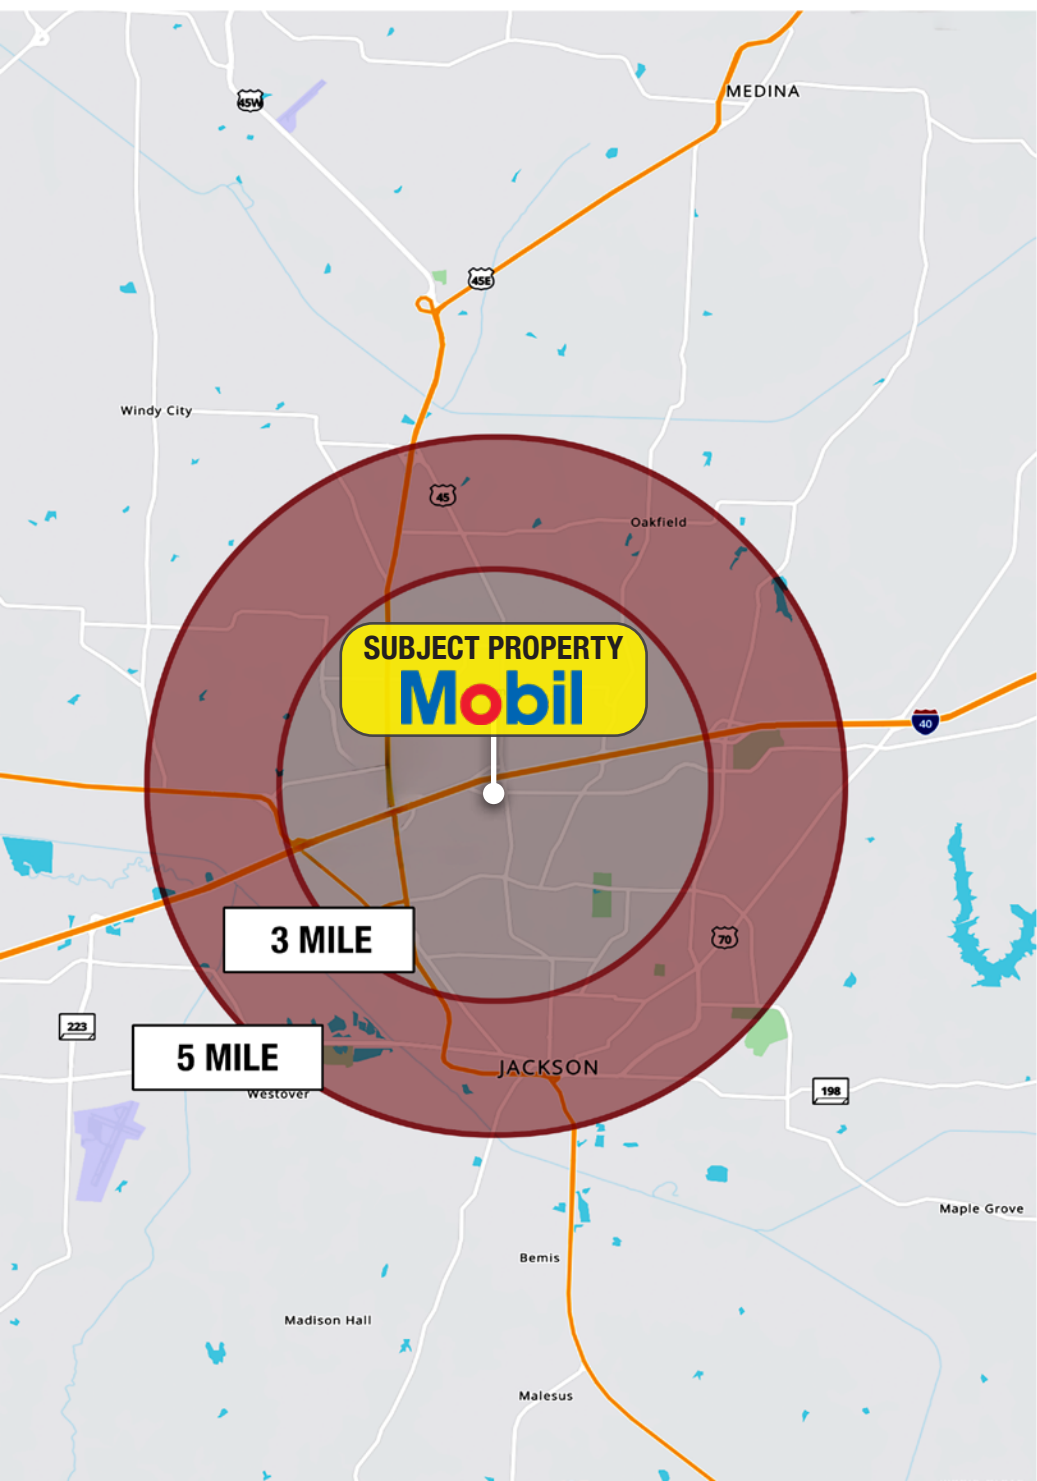 45W
MEDINA
45E
Windy City
45
Oakfield
SUBJECT PROPERTY
Mobil
40
3 MILE
70
223
5 MILE
JACKSON
Westover
198
Maple Grove
Bemis
Madison Hall
Malesus